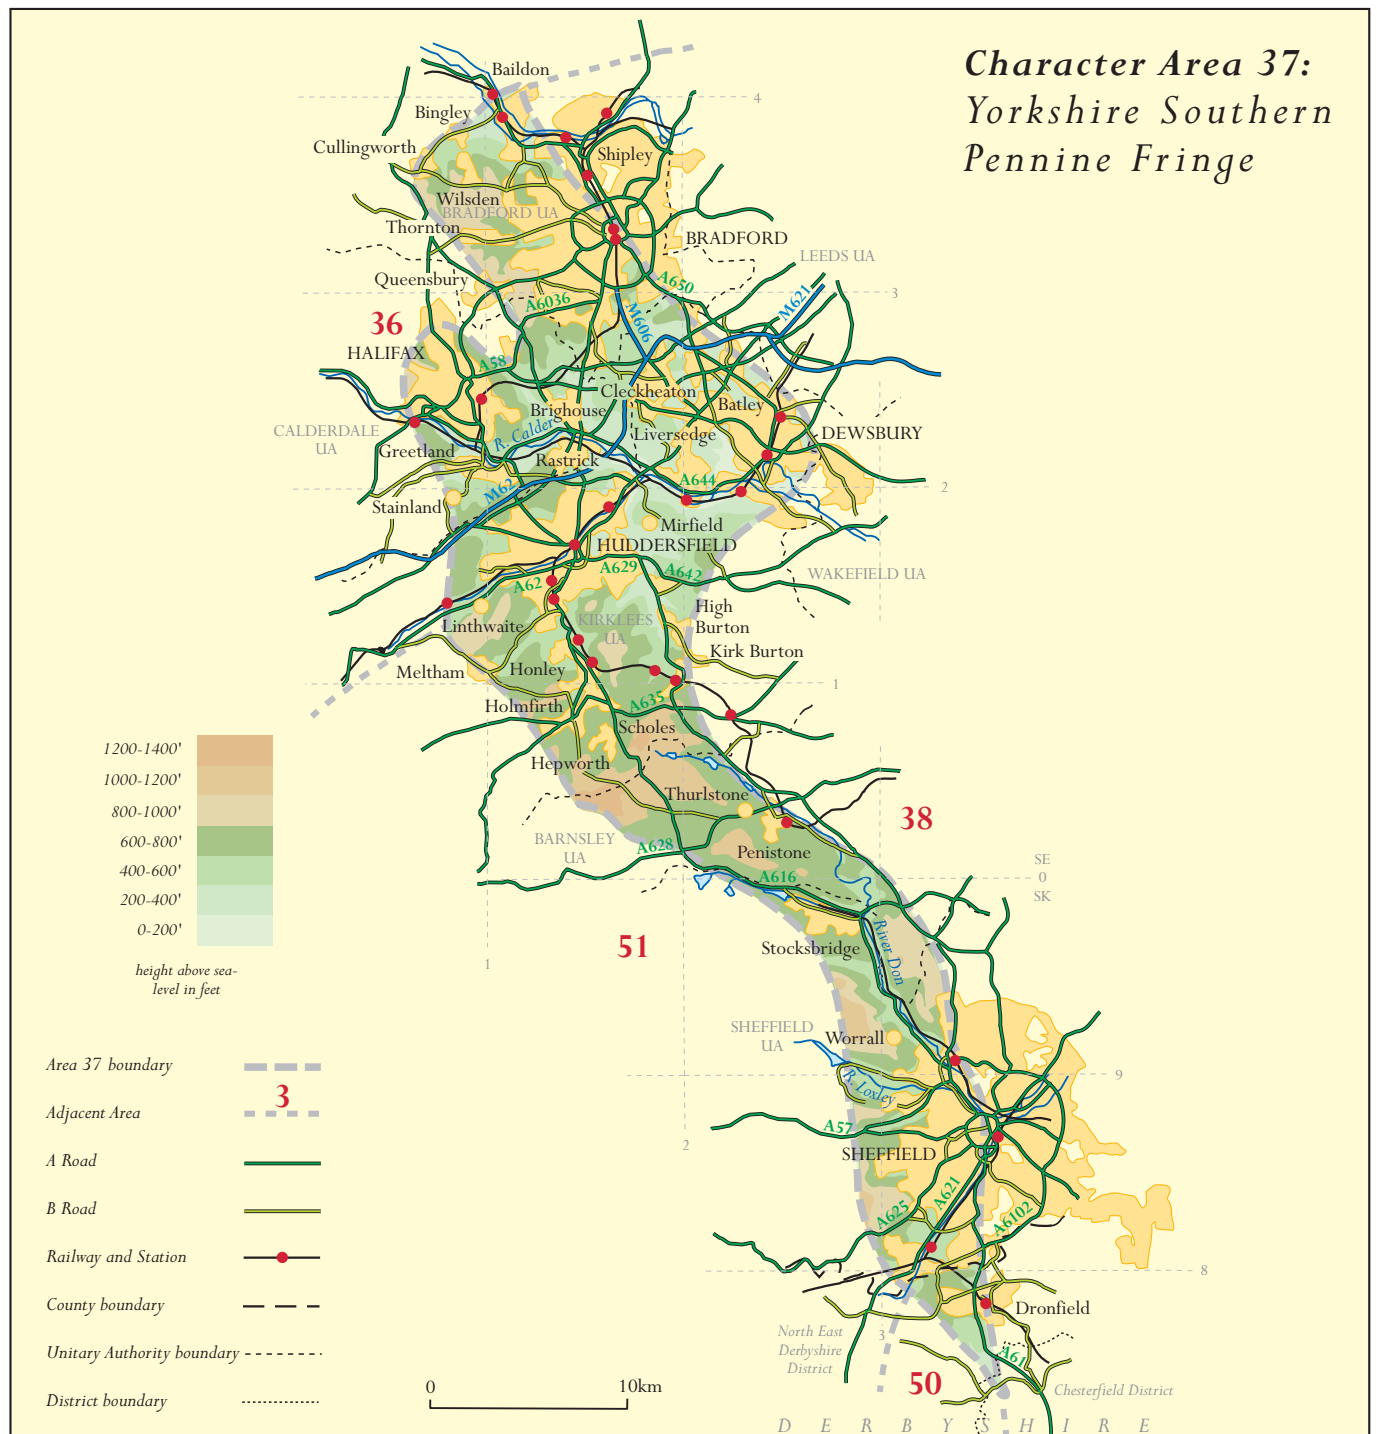 Character Area 37:
Yorkshire Southern
Pennine Fringe
Baildon
Bingley
4
Cullingworth
Shipley
Wilsden
BRADFORD UA
Thornton
BRADFORD
LEEDS UA
Queensbury
A650
A6036
M621
3
M606
36
HALIFAX
A58
Cleckheaton
Batley
Brighouse
CALDERDALE
UA
R. Calder
Liversedge
DEWSBURY
Greetland
Rastrick
A644
M62
2
Stainland
Mirfield
HUDDERSFIELD
A629
A642
WAKEFIELD UA
A62
High
Burton
Linthwaite
KIRKLEES
UA
Kirk Burton
Meltham
Honley
1
Holmfirth
A635
Scholes
1200-1400'
1000-1200'
800-1000'
600-800'
400-600'
200-400'
0-200'
height above sea-
level in feet
Hepworth
Thurlstone
38
BARNSLEY
UA
A628
Penistone
SE
0
SK
A616
51
Stocksbridge
River Don
1
SHEFFIELD
UA
Worrall
R. Loxley
9
A57
SHEFFIELD
2
A621
A625
A6102
8
Dronfield
North East
Derbyshire
District
3
A61
50
Chesterfield District
DERBYSHIRE
Area 37 boundary
3
Adjacent Area
A Road
B Road
Railway and Station
County boundary
Unitary Authority boundary
District boundary
0
10km